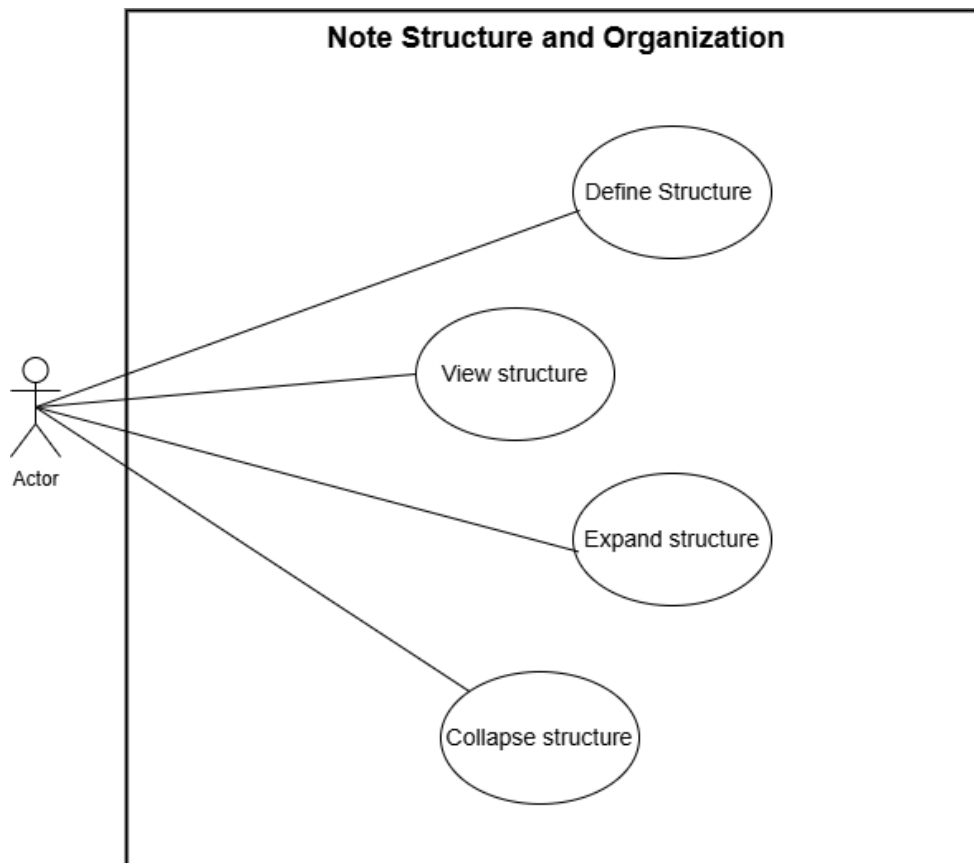 Note Structure and Organization
Define Structure
View structure
Actor
Expand structure
Collapse structure